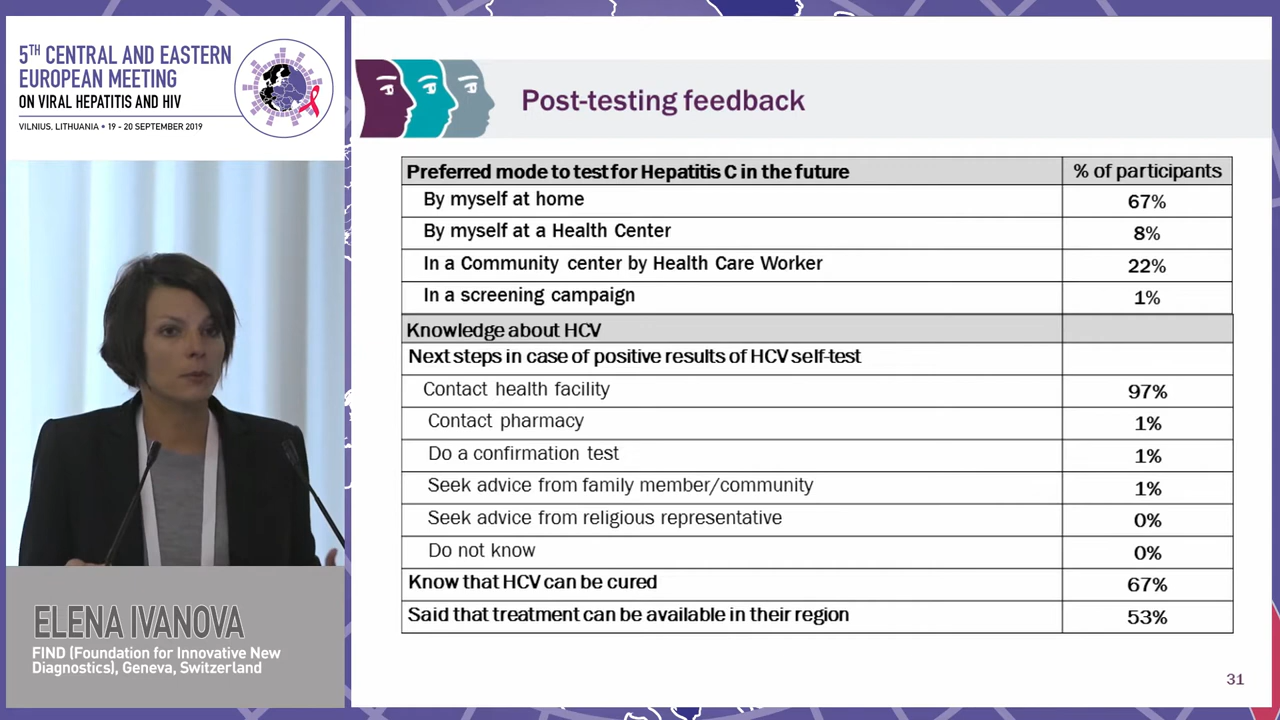 5TH CENTRAL AND EASTERN
EUROPEAN MEETING
ON VIRAL HEPATITIS AND HIV
VILNIUS, LITHUANIA • 19 - 20 SEPTEMBER 2019
Post-testing feedback
Preferred mode to test for Hepatitis C in the future % of participants
By myself at home 67%
By myself at a Health Center 8%
In a Community center by Health Care Worker 22%
In a screening campaign 1%
Knowledge about HCV
Next steps in case of positive results of HCV self-test
Contact health facility 97%
Contact pharmacy 1%
Do a confirmation test 1%
Seek advice from family member/community 1%
Seek advice from religious representative 0%
Do not know 0%
Know that HCV can be cured 67%
Said that treatment can be available in their region 53%
31
ELENA IVANOVA
FIND (Foundation for Innovative New
Diagnostics), Geneva, Switzerland